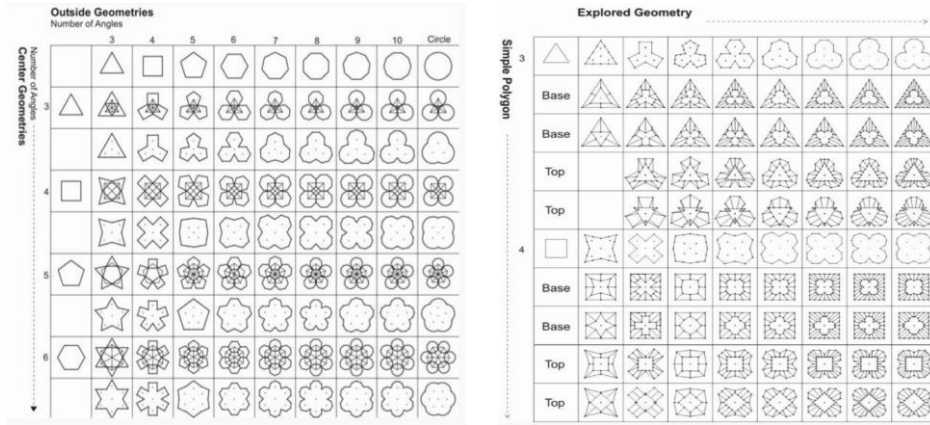 Outside Geometries
Number of Angles
3 4 5 6 7 8 9 10 Circle
Number of Angles
Center Geometries
3
4
5
6
Explored Geometry
Simple Polygon
3
Base
Base
Top
Top
4
Base
Base
Top
Top